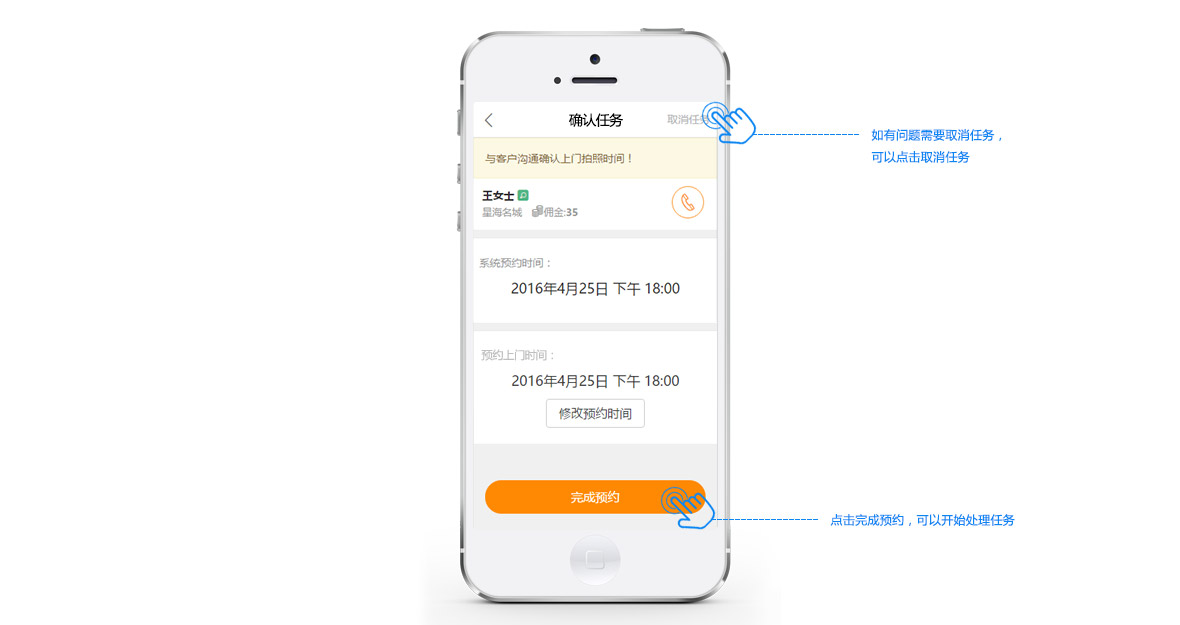 确认任务
取消任务
如有问题需要取消任务，
可以点击取消任务
与客户沟通确认上门拍照时间！
王女士
星海名城 佣金:35
系统预约时间：
2016年4月25日 下午 18:00
预约上门时间：
2016年4月25日 下午 18:00
修改预约时间
完成预约
点击完成预约，可以开始处理任务